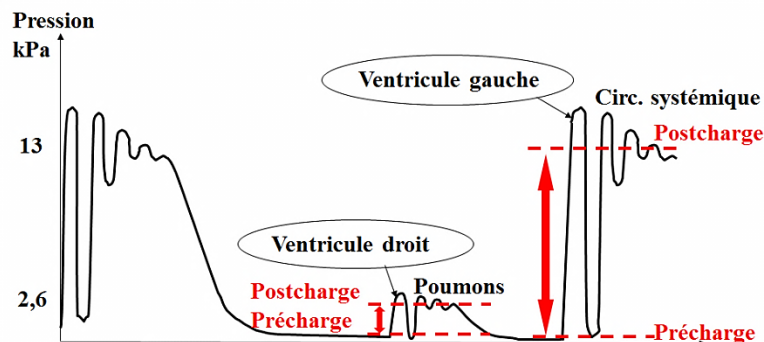 Pression
kPa
Ventricule gauche
Circ. systémique
13
Postcharge
Ventricule droit
Poumons
2,6
Postcharge
Précharge
Précharge